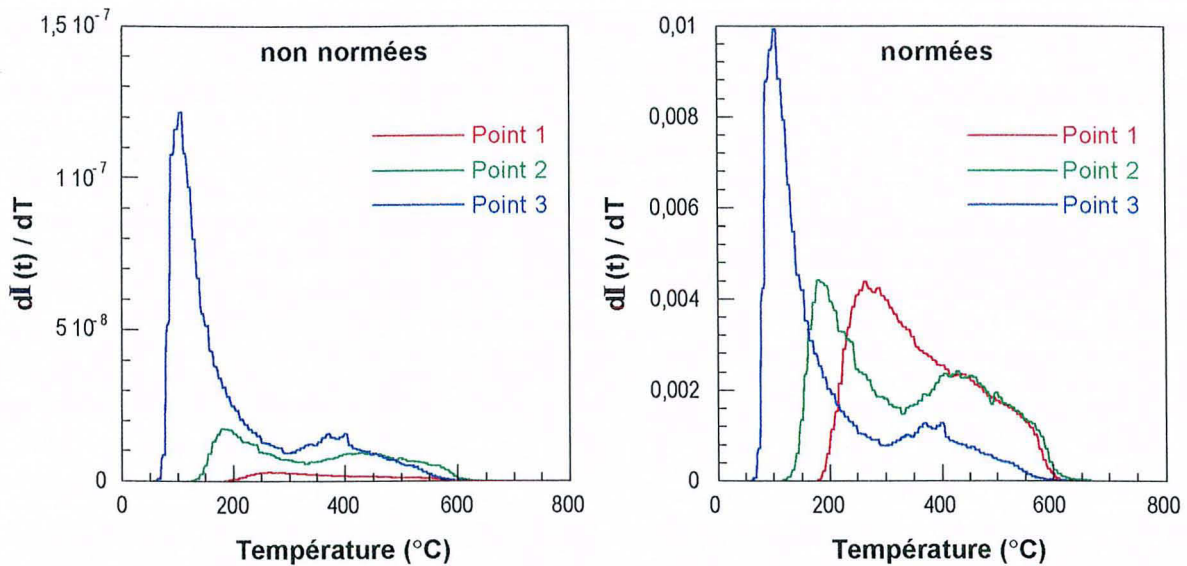 1,5 10⁻⁷
1 10⁻⁷
5 10⁻⁸
0
non normées
Point 1
Point 2
Point 3
dI (t) / dT
0 200 400 600 800
Température (°C)
0,01
0,008
0,006
0,004
0,002
0
normées
Point 1
Point 2
Point 3
dI (t) / dT
0 200 400 600 800
Température (°C)